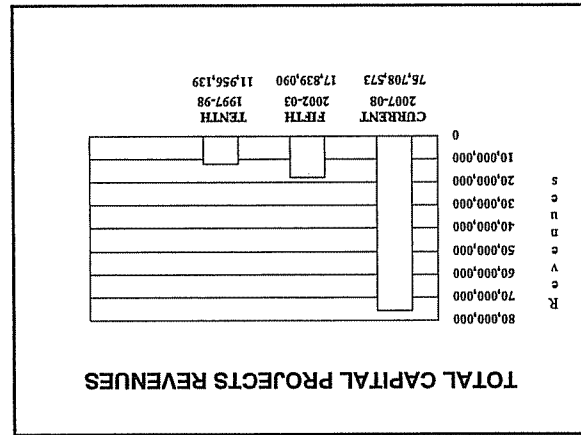 TOTAL CAPITAL PROJECTS REVENUES
Revenues
80,000,000
70,000,000
60,000,000
50,000,000
40,000,000
30,000,000
20,000,000
10,000,000
0
CURRENT FIFTH TENTH
2007-08 2002-03 1997-98
75,708,573 17,839,090 11,956,139